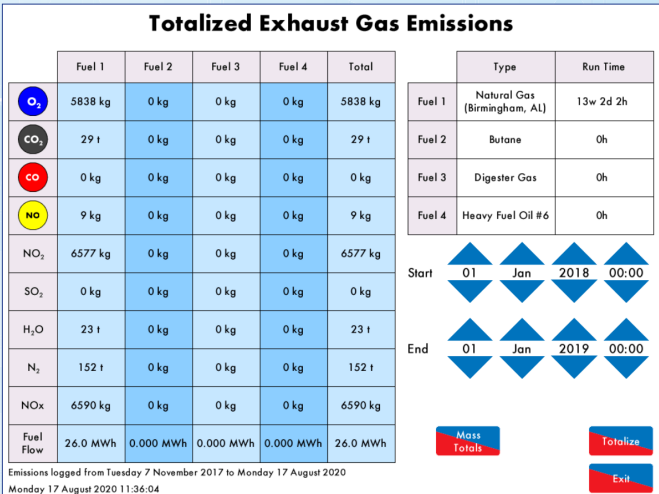 Totalized Exhaust Gas Emissions
Fuel 1 Fuel 2 Fuel 3 Fuel 4 Total
O₂ 5838 kg 0 kg 0 kg 0 kg 5838 kg
CO₂ 29 t 0 kg 0 kg 0 kg 29 t
CO 0 kg 0 kg 0 kg 0 kg 0 kg
NO 9 kg 0 kg 0 kg 0 kg 9 kg
NO₂ 6577 kg 0 kg 0 kg 0 kg 6577 kg
SO₂ 0 kg 0 kg 0 kg 0 kg 0 kg
H₂O 23 t 0 kg 0 kg 0 kg 23 t
N₂ 152 t 0 kg 0 kg 0 kg 152 t
NOx 6590 kg 0 kg 0 kg 0 kg 6590 kg
Fuel
Flow 26.0 MWh 0.000 MWh 0.000 MWh 0.000 MWh 26.0 MWh
Emissions logged from Tuesday 7 November 2017 to Monday 17 August 2020
Monday 17 August 2020 11:36:04
Type Run Time
Fuel 1 Natural Gas
(Birmingham, AL) 13w 2d 2h
Fuel 2 Butane 0h
Fuel 3 Digester Gas 0h
Fuel 4 Heavy Fuel Oil #6 0h
Start 01 Jan 2018 00:00
End 01 Jan 2019 00:00
Mass
Totals
Totalize
Exit